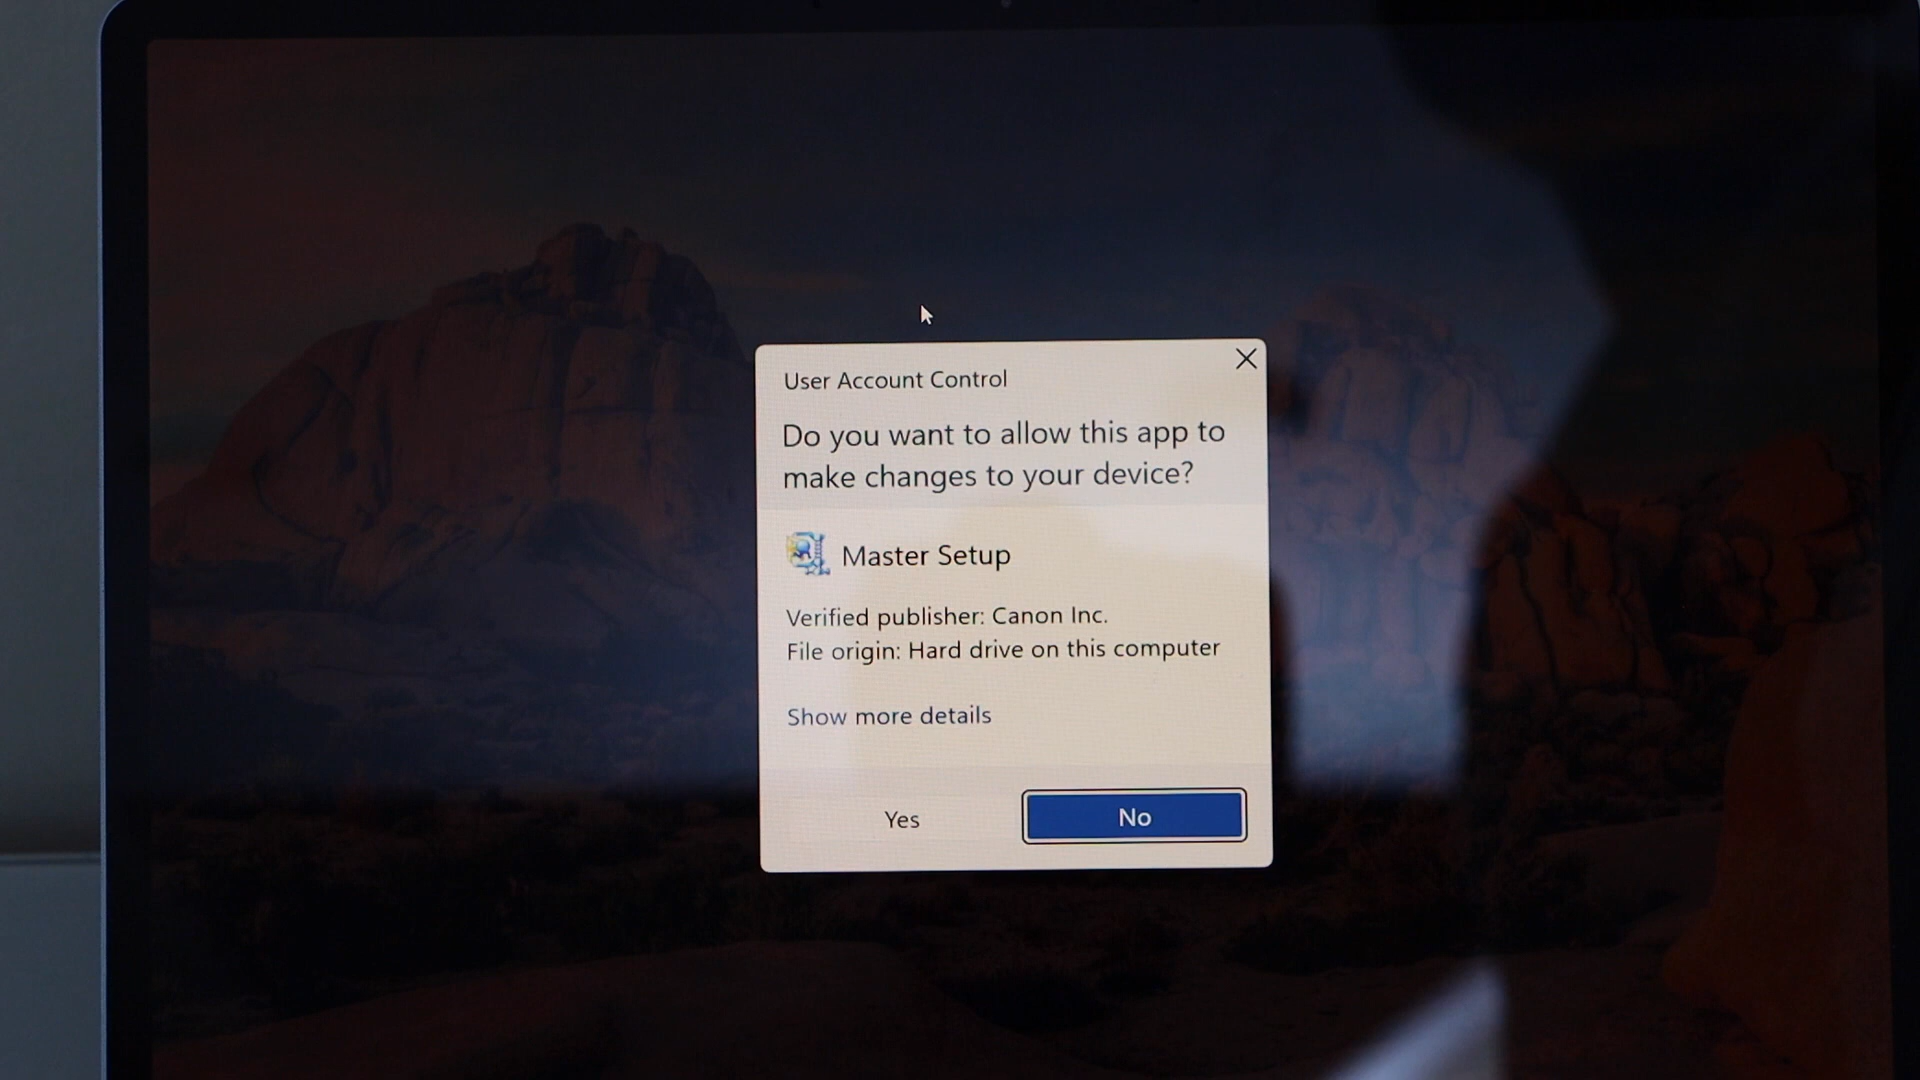 User Account Control
Do you want to allow this app to
make changes to your device?
Master Setup
Verified publisher: Canon Inc.
File origin: Hard drive on this computer
Show more details
Yes
No